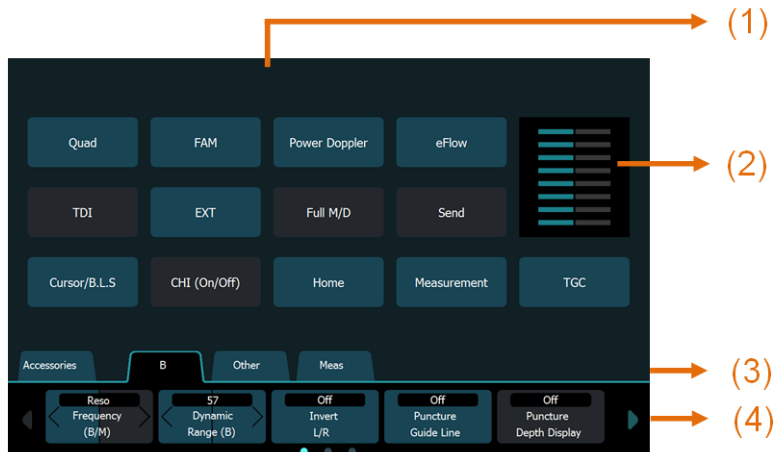 (1)
Quad
FAM
Power Doppler
eFlow
(2)
TDI
EXT
Full M/D
Send
Cursor/B.L.S
CHI (On/Off)
Home
Measurement
TGC
Accessories
B
Other
Meas
(3)
Reso
Frequency
(B/M)
57
Dynamic
Range (B)
Off
Invert
L/R
Off
Puncture
Guide Line
Off
Puncture
Depth Display
(4)